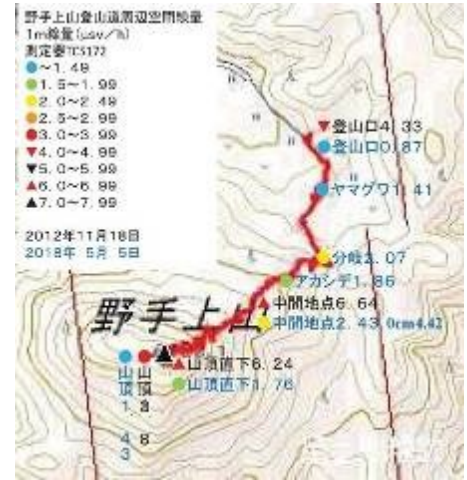 野手上山登山道周辺空間線量
1m線量(μsv/h)
測定器TCS172
~1.49
1.5~1.99
2.0~2.49
2.5~2.99
3.0~3.99
4.0~4.99
5.0~5.99
6.0~6.99
7.0~7.99
2012年11月18日
2018年 5月 5日
登山口4.33
登山口0.87
ヤマグワ1.41
分岐2.07
アカシデ1.86
中間地点6.64
野手上山
中間地点2.43 0cm4.42
山頂直下6.24
山頂直下1.76
山頂1.43
山頂3.8